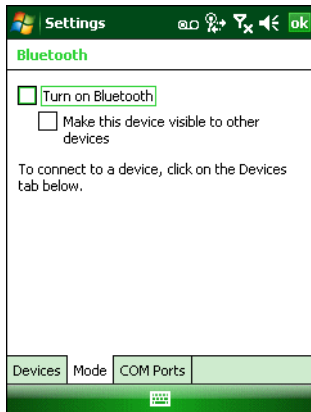 Settings
ok
Bluetooth
Turn on Bluetooth
Make this device visible to other
devices
To connect to a device, click on the Devices
tab below.
Devices Mode COM Ports